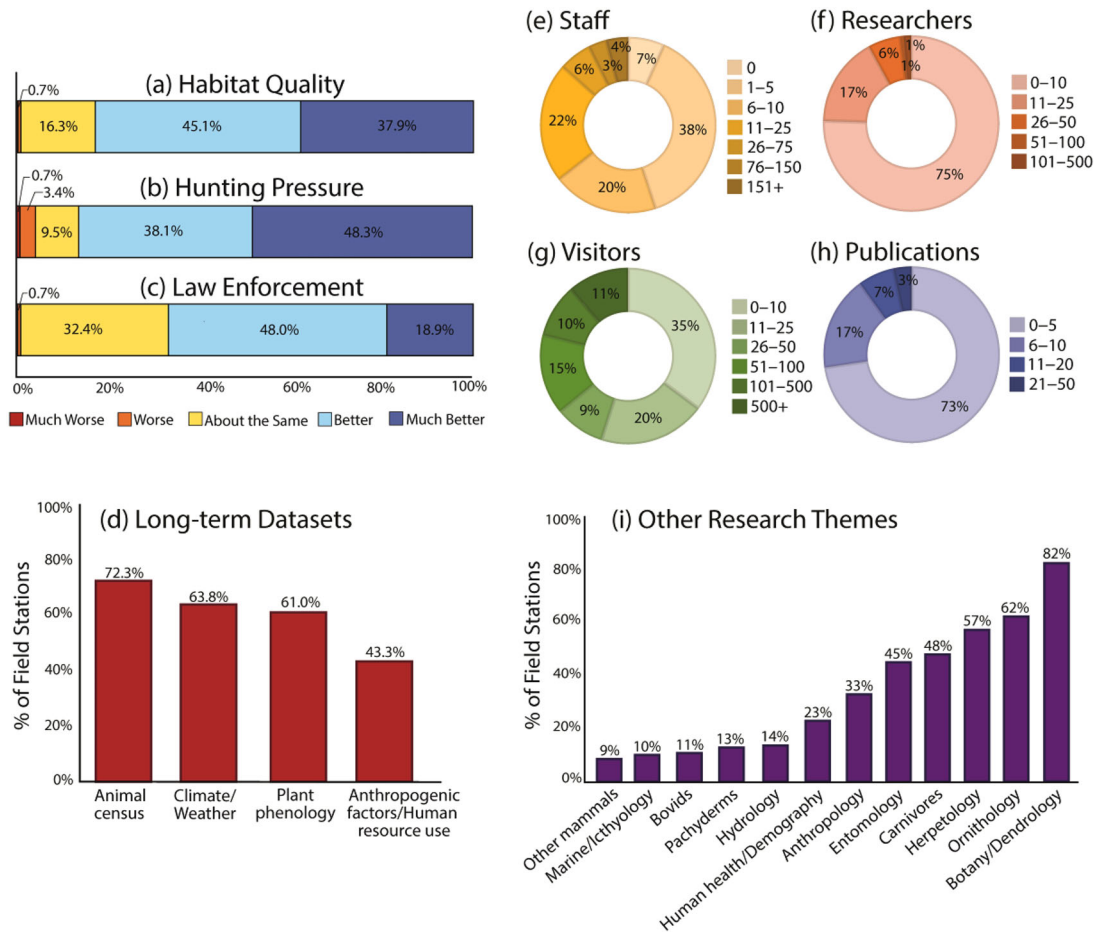 (a) Habitat Quality
0.7%
16.3%
45.1%
37.9%
(b) Hunting Pressure
0.7%
3.4%
9.5%
38.1%
48.3%
(c) Law Enforcement
0.7%
32.4%
48.0%
18.9%
0%
20%
40%
60%
80%
100%
Much Worse
Worse
About the Same
Better
Much Better
(e) Staff
7%
38%
20%
22%
6%
3%
4%
0
1–5
6–10
11–25
26–75
76–150
151+
(f) Researchers
75%
17%
6%
1%
1%
0–10
11–25
26–50
51–100
101–500
(g) Visitors
35%
20%
9%
15%
10%
11%
0–10
11–25
26–50
51–100
101–500
500+
(h) Publications
73%
17%
7%
3%
0–5
6–10
11–20
21–50
(d) Long-term Datasets
% of Field Stations
100%
80%
60%
40%
20%
0%
72.3%
63.8%
61.0%
43.3%
Animal
census
Climate/
Weather
Plant
phenology
Anthropogenic
factors/Human
resource use
(i) Other Research Themes
% of Field Stations
100%
80%
60%
40%
20%
0%
9%
10%
11%
13%
14%
23%
33%
45%
48%
57%
62%
82%
Other mammals
Marine/Icthyology
Bovids
Pachyderms
Hydrology
Human health/Demography
Anthropology
Entomology
Carnivores
Herpetology
Ornithology
Botany/Dendrology